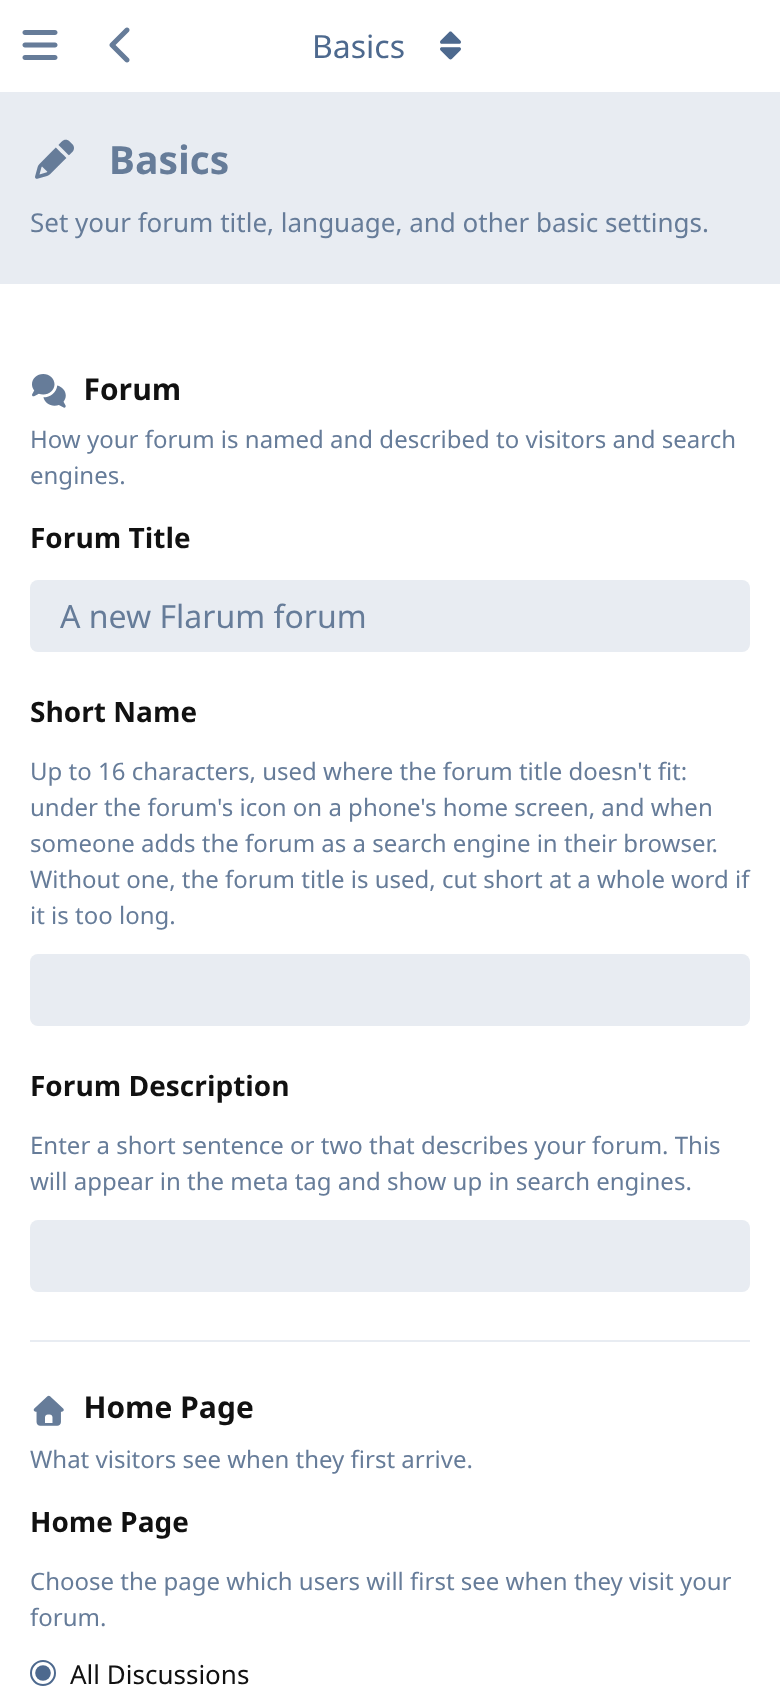 Basics
Basics
Set your forum title, language, and other basic settings.
Forum
How your forum is named and described to visitors and search
engines.
Forum Title
A new Flarum forum
Short Name
Up to 16 characters, used where the forum title doesn't fit:
under the forum's icon on a phone's home screen, and when
someone adds the forum as a search engine in their browser.
Without one, the forum title is used, cut short at a whole word if
it is too long.
Forum Description
Enter a short sentence or two that describes your forum. This
will appear in the meta tag and show up in search engines.
Home Page
What visitors see when they first arrive.
Home Page
Choose the page which users will first see when they visit your
forum.
All Discussions